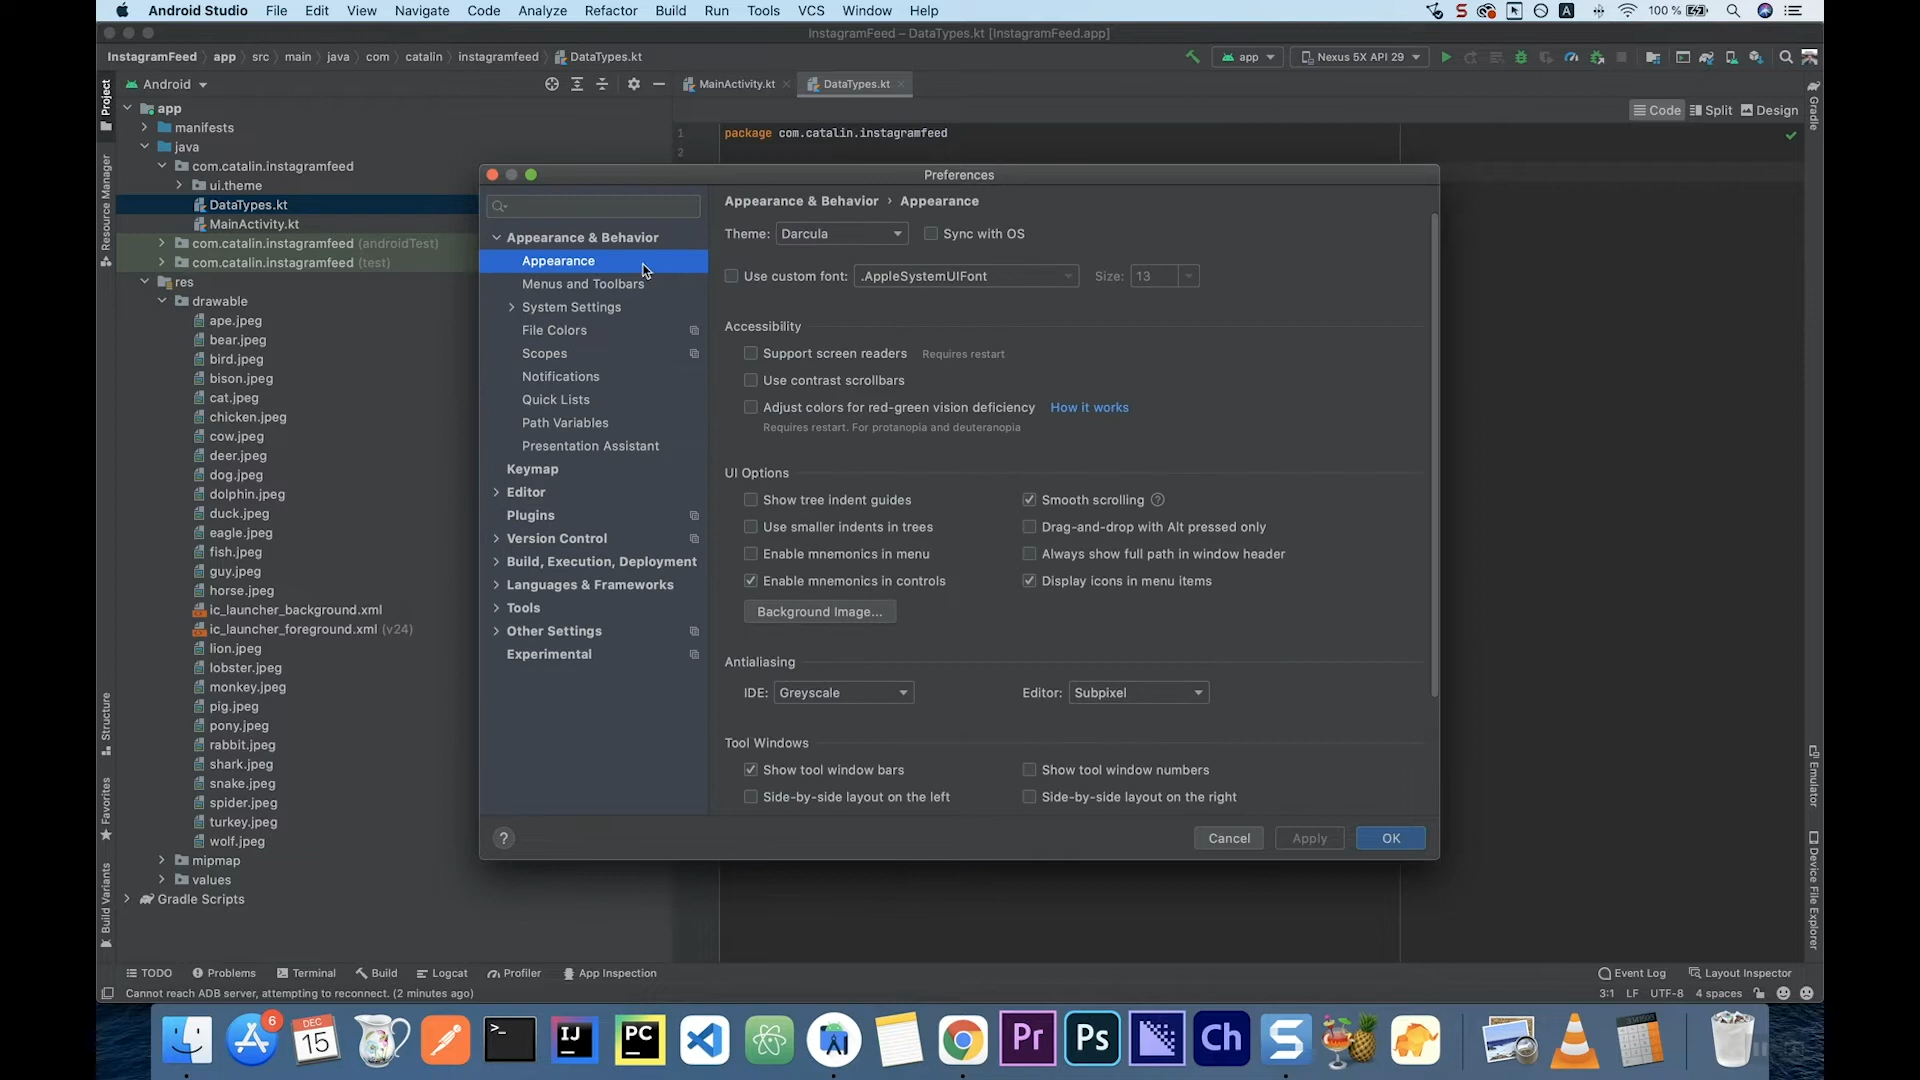 Android Studio File Edit View Navigate Code Analyze Refactor Build Run Tools VCS Window Help 100 %
InstagramFeed – DataTypes.kt [InstagramFeed.app]
InstagramFeed app src main java com catalin instagramfeed DataTypes.kt app Nexus 5X API 29
Android MainActivity.kt DataTypes.kt
Code Split Design
Project
Resource Manager
Structure
Favorites
Build Variants
Gradle
Emulator
Device File Explorer
app
manifests
java
com.catalin.instagramfeed
ui.theme
DataTypes.kt
MainActivity.kt
com.catalin.instagramfeed (androidTest)
com.catalin.instagramfeed (test)
res
drawable
ape.jpeg
bear.jpeg
bird.jpeg
bison.jpeg
cat.jpeg
chicken.jpeg
cow.jpeg
deer.jpeg
dog.jpeg
dolphin.jpeg
duck.jpeg
eagle.jpeg
fish.jpeg
guy.jpeg
horse.jpeg
ic_launcher_background.xml
ic_launcher_foreground.xml (v24)
lion.jpeg
lobster.jpeg
monkey.jpeg
pig.jpeg
pony.jpeg
rabbit.jpeg
shark.jpeg
snake.jpeg
spider.jpeg
turkey.jpeg
wolf.jpeg
mipmap
values
Gradle Scripts
1 package com.catalin.instagramfeed
2
Preferences
Appearance & Behavior
Appearance
Menus and Toolbars
System Settings
File Colors
Scopes
Notifications
Quick Lists
Path Variables
Presentation Assistant
Keymap
Editor
Plugins
Version Control
Build, Execution, Deployment
Languages & Frameworks
Tools
Other Settings
Experimental
Appearance & Behavior › Appearance
Theme: Darcula Sync with OS
Use custom font: .AppleSystemUIFont Size: 13
Accessibility
Support screen readers Requires restart
Use contrast scrollbars
Adjust colors for red-green vision deficiency How it works
Requires restart. For protanopia and deuteranopia
UI Options
Show tree indent guides Smooth scrolling ?
Use smaller indents in trees Drag-and-drop with Alt pressed only
Enable mnemonics in menu Always show full path in window header
Enable mnemonics in controls Display icons in menu items
Background Image...
Antialiasing
IDE: Greyscale Editor: Subpixel
Tool Windows
Show tool window bars Show tool window numbers
Side-by-side layout on the left Side-by-side layout on the right
? Cancel Apply OK
TODO Problems Terminal Build Logcat Profiler App Inspection Event Log Layout Inspector
Cannot reach ADB server, attempting to reconnect. (2 minutes ago) 3:1 LF UTF-8 4 spaces
6 DEC 15 IJ PC Pr Ps Ch S